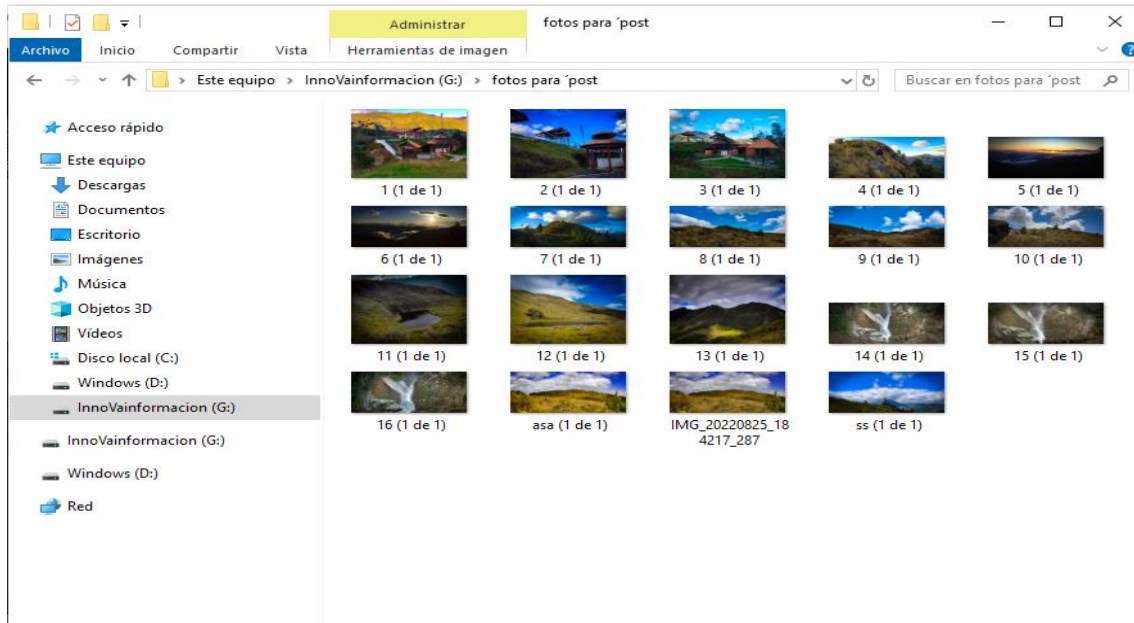 Administrar
fotos para ´post
Archivo
Inicio
Compartir
Vista
Herramientas de imagen
Este equipo > InnoVainformacion (G:) > fotos para ´post
Buscar en fotos para ´post
Acceso rápido
Este equipo
Descargas
Documentos
Escritorio
Imágenes
Música
Objetos 3D
Vídeos
Disco local (C:)
Windows (D:)
InnoVainformacion (G:)
InnoVainformacion (G:)
Windows (D:)
Red
1 (1 de 1)
2 (1 de 1)
3 (1 de 1)
4 (1 de 1)
5 (1 de 1)
6 (1 de 1)
7 (1 de 1)
8 (1 de 1)
9 (1 de 1)
10 (1 de 1)
11 (1 de 1)
12 (1 de 1)
13 (1 de 1)
14 (1 de 1)
15 (1 de 1)
16 (1 de 1)
asa (1 de 1)
IMG_20220825_18
4217_287
ss (1 de 1)